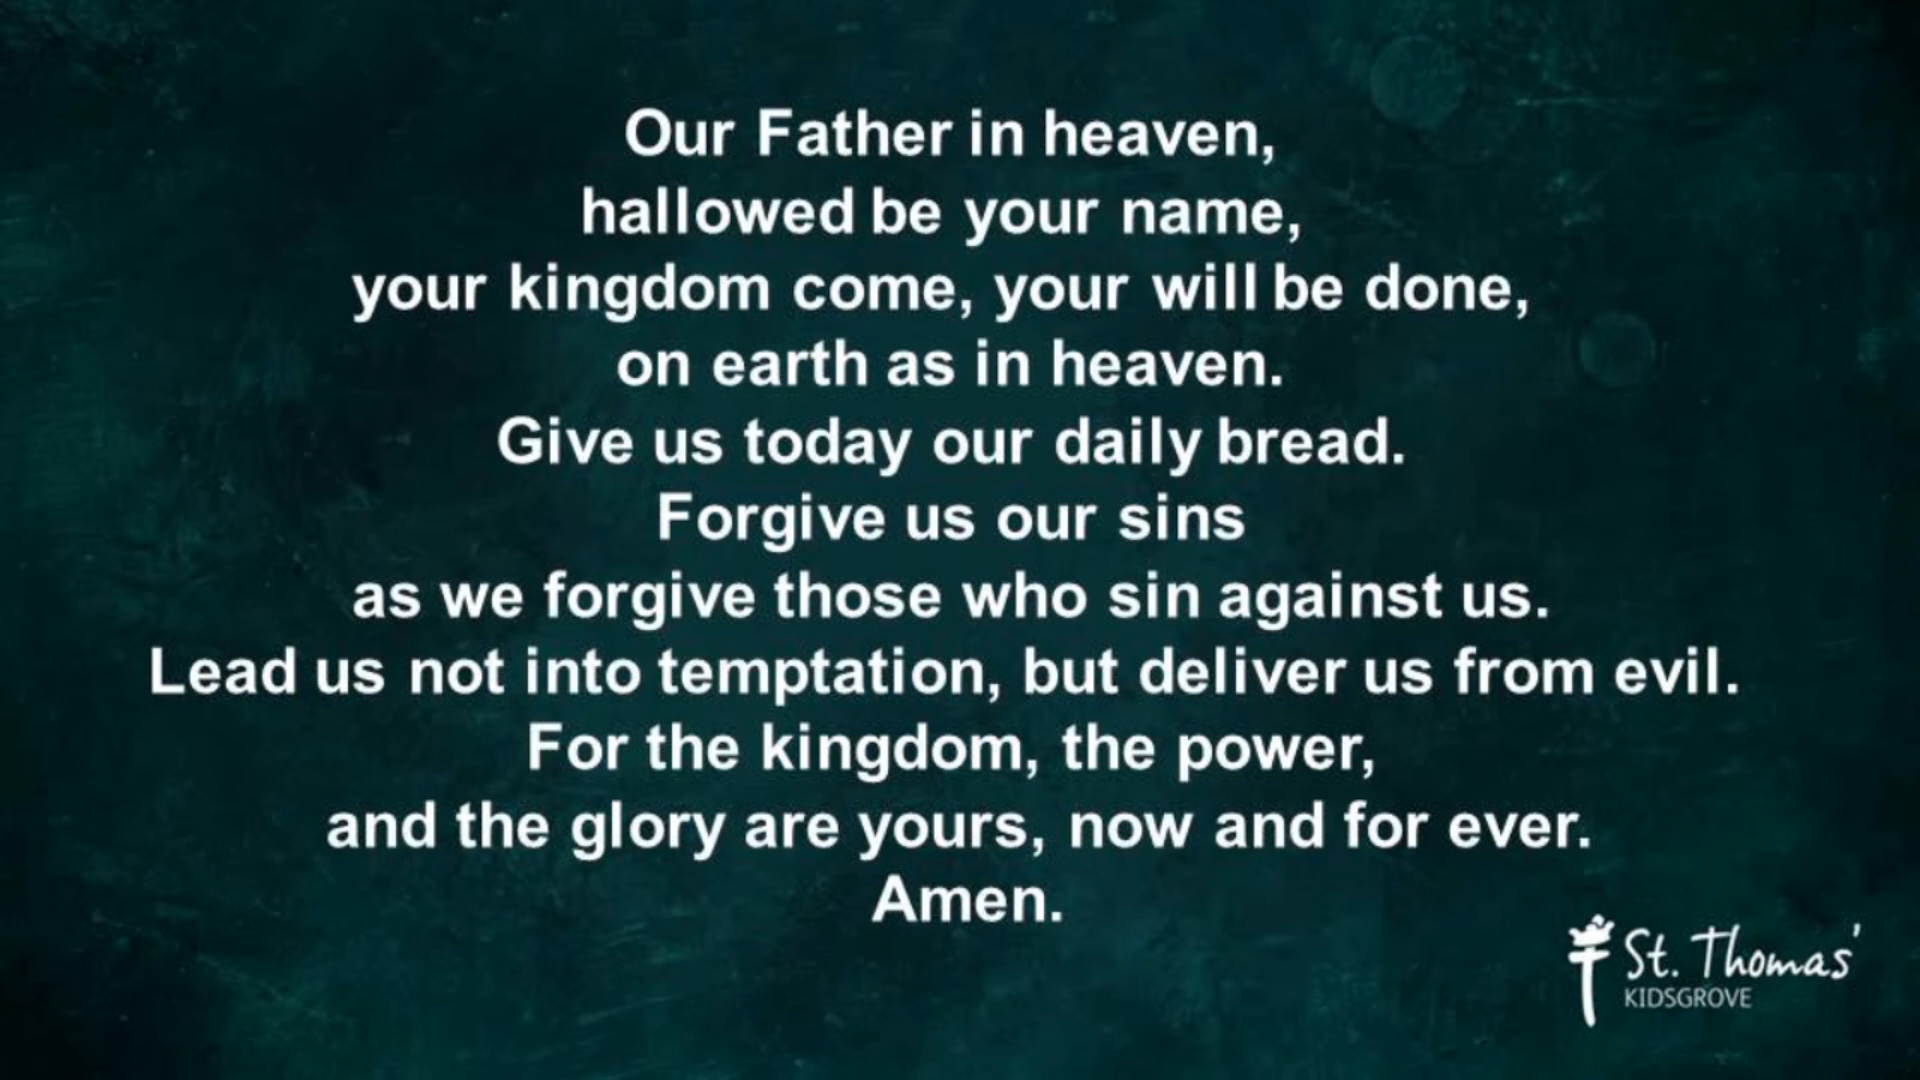 Our Father in heaven,
hallowed be your name,
your kingdom come, your will be done,
on earth as in heaven.
Give us today our daily bread.
Forgive us our sins
as we forgive those who sin against us.
Lead us not into temptation, but deliver us from evil.
For the kingdom, the power,
and the glory are yours, now and for ever.
Amen.
St. Thomas'
KIDSGROVE